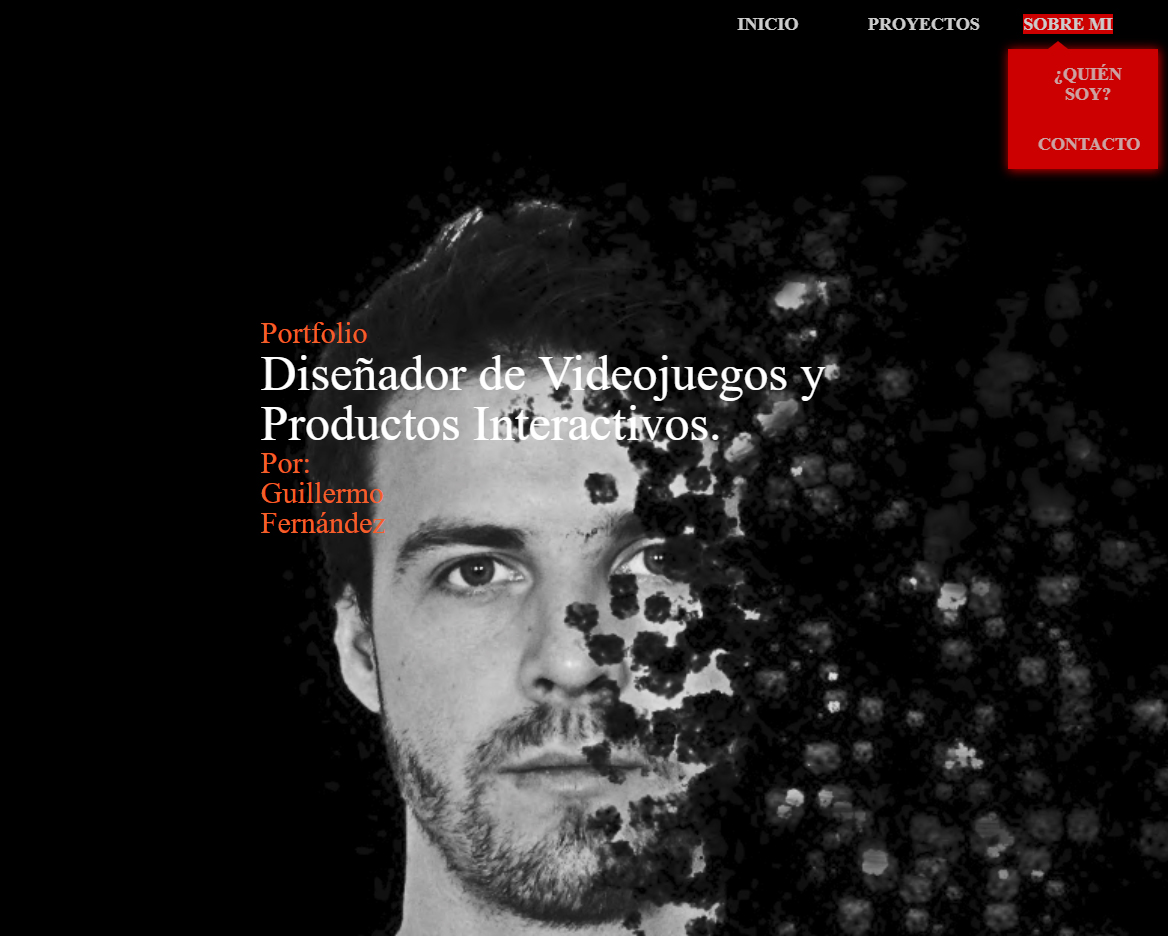 INICIO PROYECTOS SOBRE MI
¿QUIÉN
SOY?
CONTACTO
Portfolio
Diseñador de Videojuegos y
Productos Interactivos.
Por:
Guillermo
Fernández